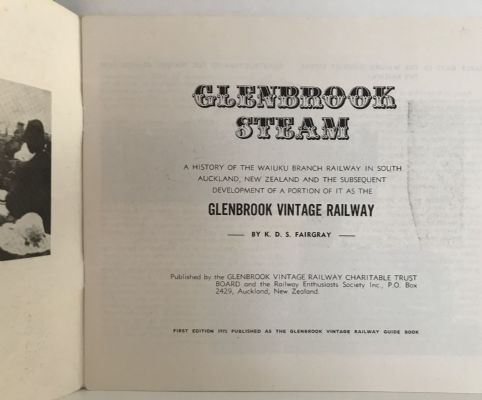 GLENBROOK
STEAM
A HISTORY OF THE WAIUKU BRANCH RAILWAY IN SOUTH
AUCKLAND, NEW ZEALAND AND THE SUBSEQUENT
DEVELOPMENT OF A PORTION OF IT AS THE
GLENBROOK VINTAGE RAILWAY
BY K. D. S. FAIRGRAY
Published by the GLENBROOK VINTAGE RAILWAY CHARITABLE TRUST
BOARD and the Railway Enthusiasts Society Inc., P.O. Box
2429, Auckland, New Zealand.
FIRST EDITION 1971 PUBLISHED AS THE GLENBROOK VINTAGE RAILWAY GUIDE BOOK